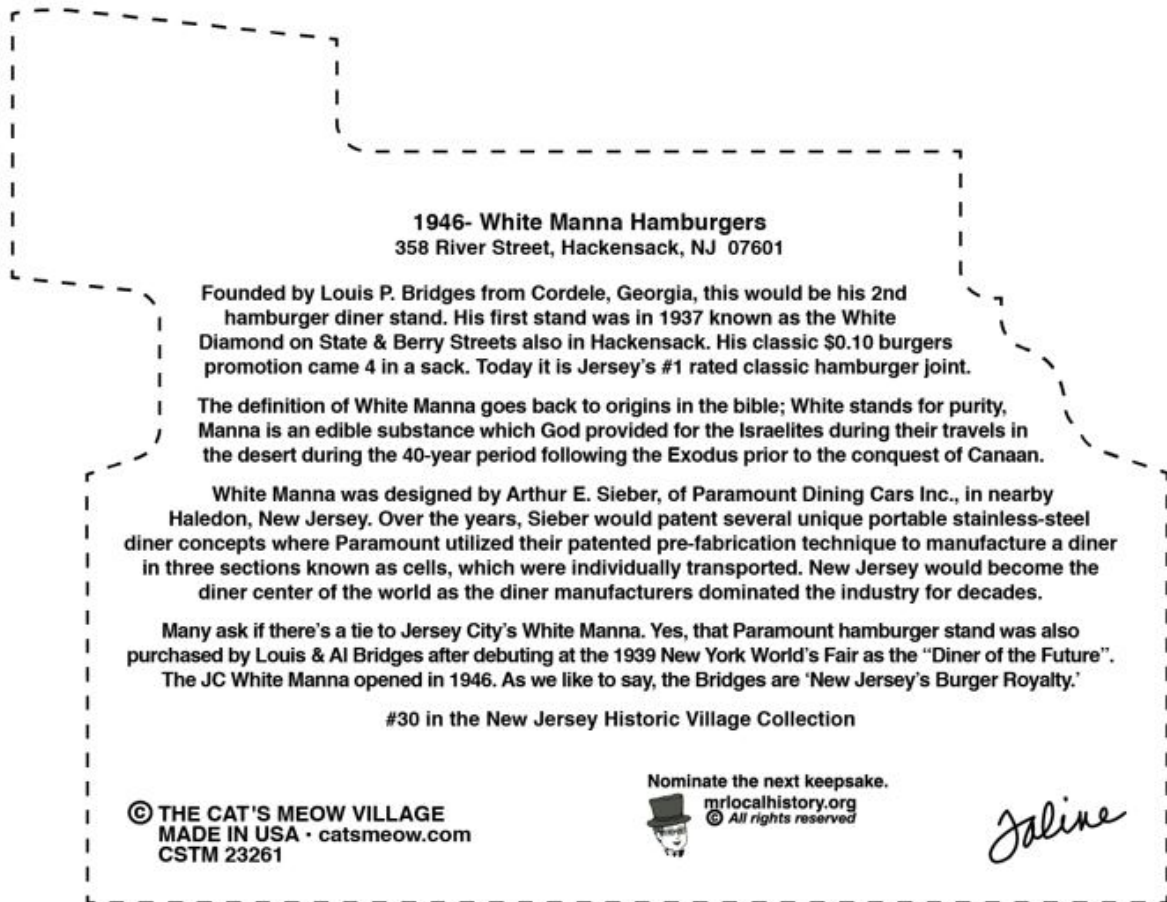 1946- White Manna Hamburgers
358 River Street, Hackensack, NJ 07601
Founded by Louis P. Bridges from Cordele, Georgia, this would be his 2nd
hamburger diner stand. His first stand was in 1937 known as the White
Diamond on State & Berry Streets also in Hackensack. His classic $0.10 burgers
promotion came 4 in a sack. Today it is Jersey's #1 rated classic hamburger joint.
The definition of White Manna goes back to origins in the bible; White stands for purity,
Manna is an edible substance which God provided for the Israelites during their travels in
the desert during the 40-year period following the Exodus prior to the conquest of Canaan.
White Manna was designed by Arthur E. Sieber, of Paramount Dining Cars Inc., in nearby
Haledon, New Jersey. Over the years, Sieber would patent several unique portable stainless-steel
diner concepts where Paramount utilized their patented pre-fabrication technique to manufacture a diner
in three sections known as cells, which were individually transported. New Jersey would become the
diner center of the world as the diner manufacturers dominated the industry for decades.
Many ask if there's a tie to Jersey City's White Manna. Yes, that Paramount hamburger stand was also
purchased by Louis & Al Bridges after debuting at the 1939 New York World's Fair as the “Diner of the Future”.
The JC White Manna opened in 1946. As we like to say, the Bridges are ‘New Jersey's Burger Royalty.’
#30 in the New Jersey Historic Village Collection
© THE CAT'S MEOW VILLAGE
MADE IN USA · catsmeow.com
CSTM 23261
Nominate the next keepsake.
mrlocalhistory.org
© All rights reserved
Jaline